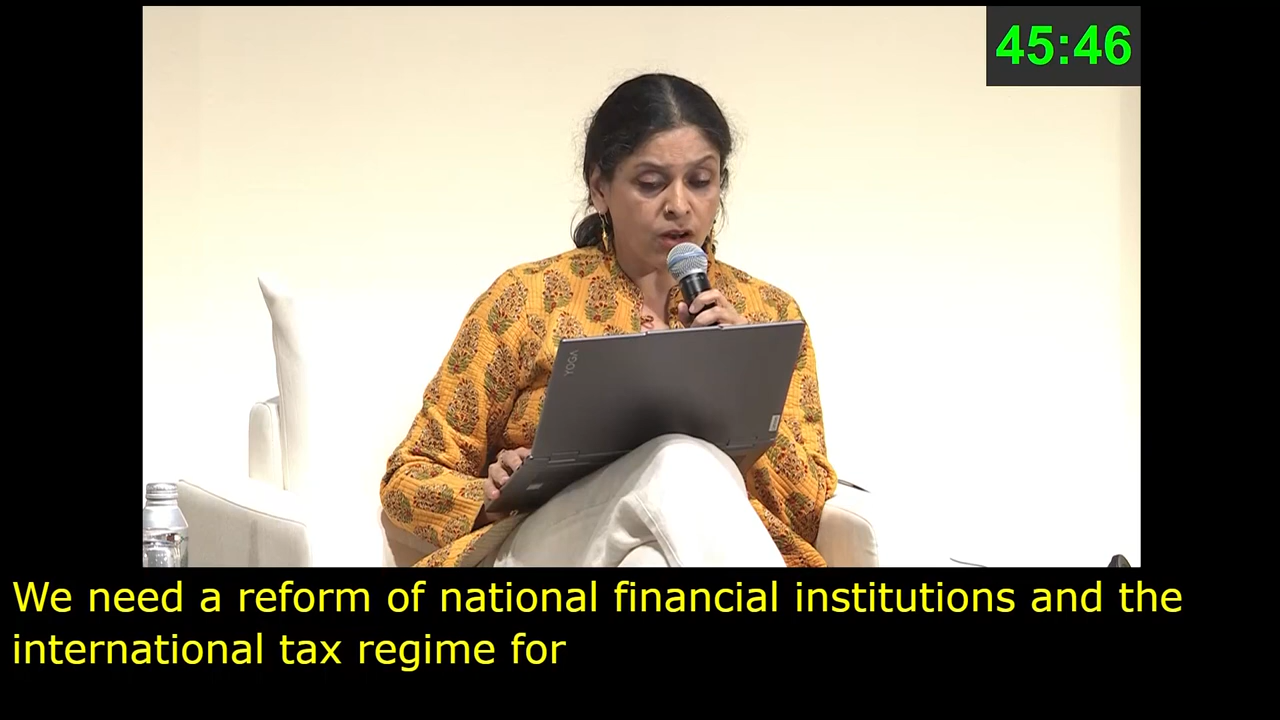 45:46
YOGA
We need a reform of national financial institutions and the
international tax regime for